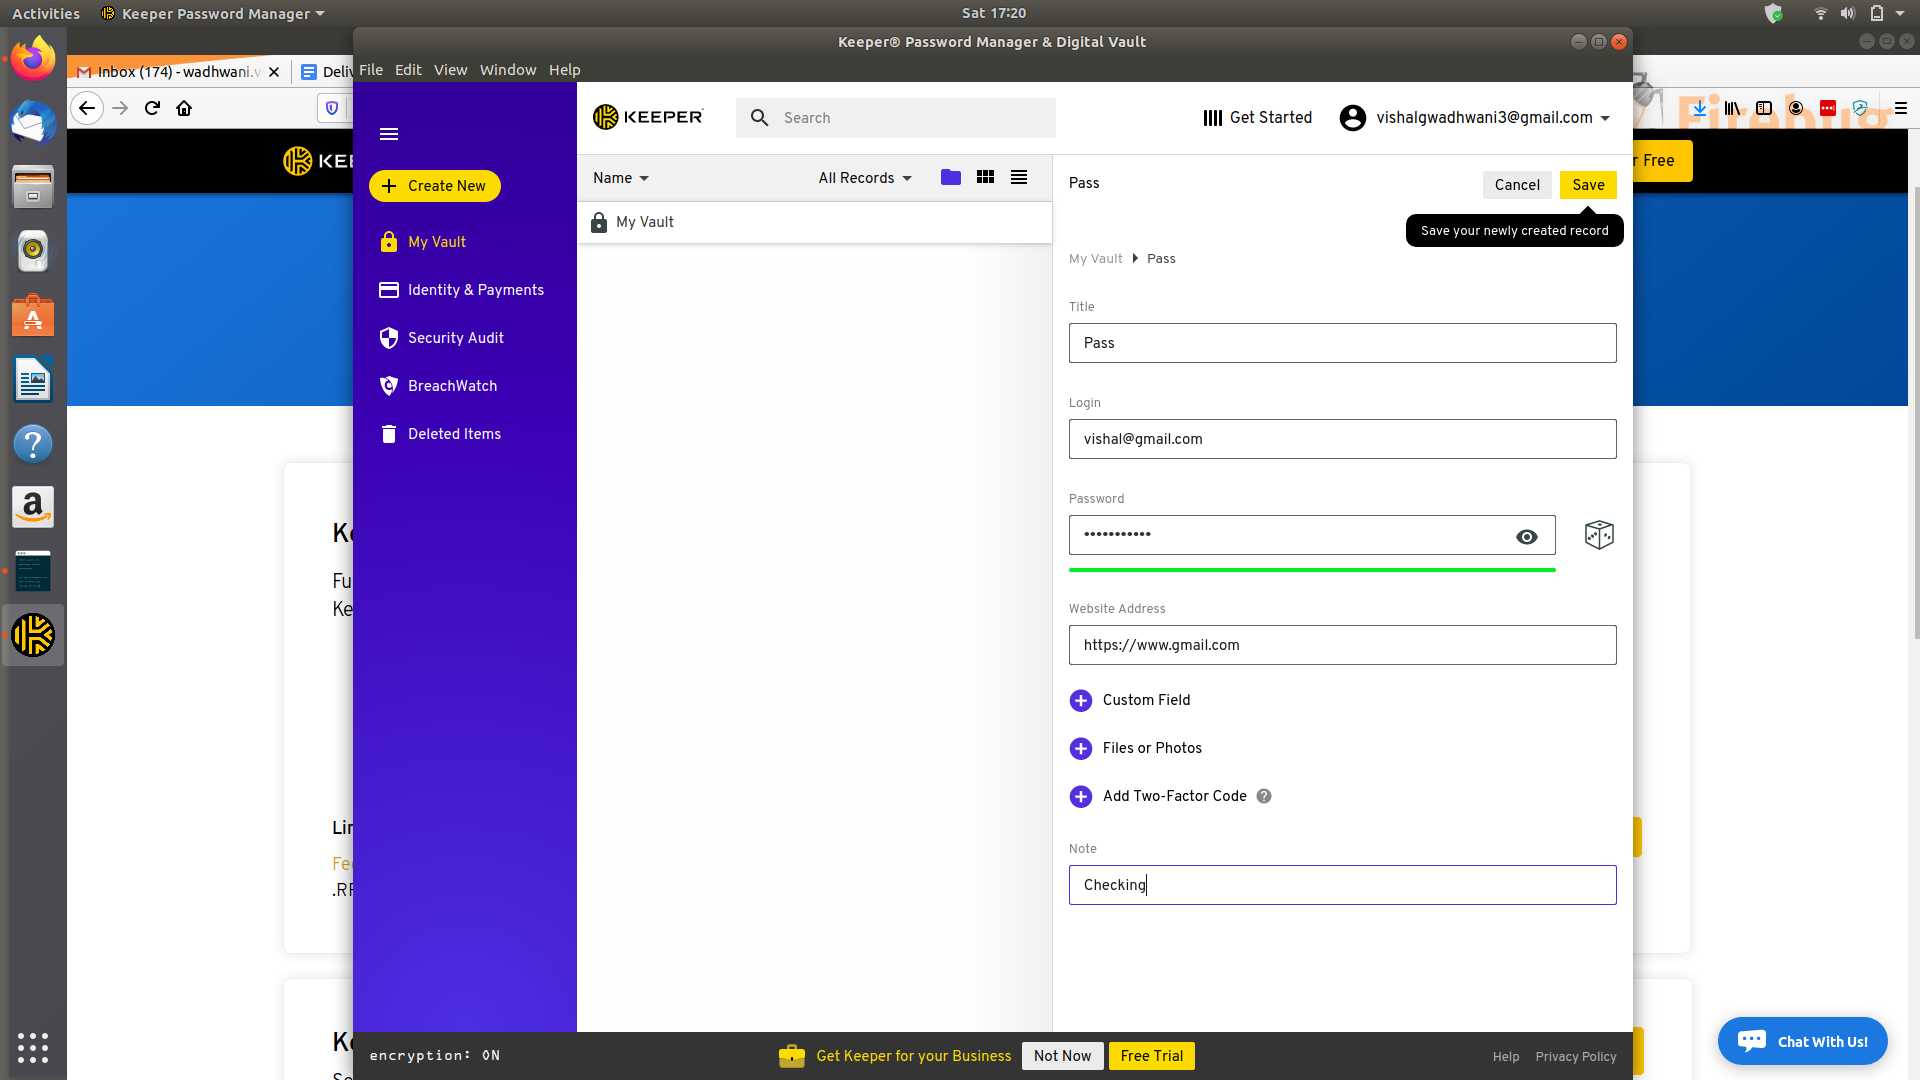 Activities
Keeper Password Manager
Sat 17:20
Keeper® Password Manager & Digital Vault
Inbox (174) - wadhwani.v
File Edit View Window Help
KEEPER
Search
Get Started
vishalgwadhwani3@gmail.com
r Free
Create New
My Vault
Identity & Payments
Security Audit
BreachWatch
Deleted Items
Name
All Records
My Vault
Pass
Cancel
Save
Save your newly created record
My Vault Pass
Title
Pass
Login
vishal@gmail.com
Password
•••••••••••
Website Address
https://www.gmail.com
Custom Field
Files or Photos
Add Two-Factor Code
Note
Checking
encryption: ON
Get Keeper for your Business
Not Now
Free Trial
Help
Privacy Policy
Chat With Us!